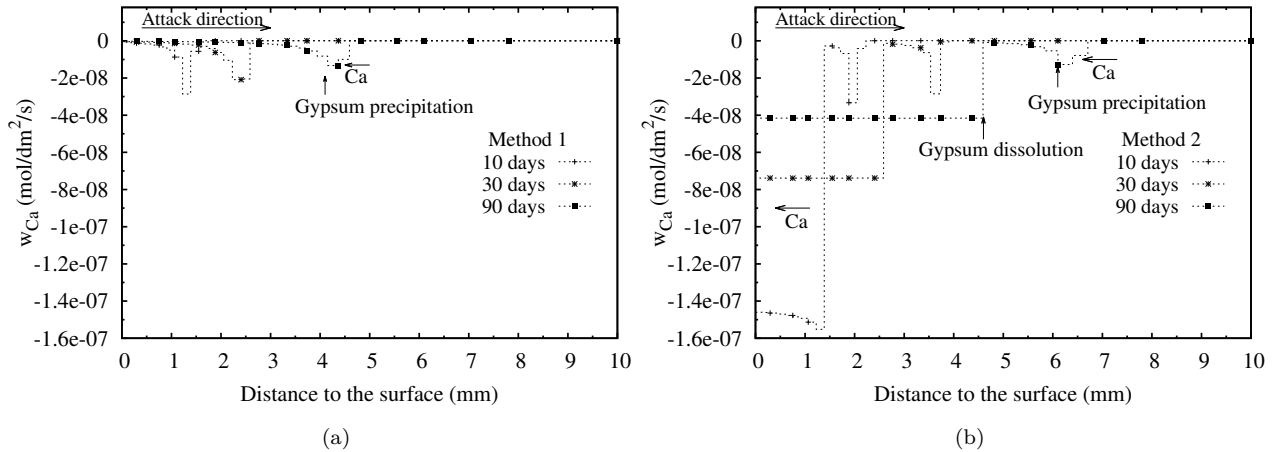 Attack direction
0
-2e-08
-4e-08
-6e-08
-8e-08
-1e-07
-1.2e-07
-1.4e-07
-1.6e-07
w_Ca (mol/dm^2/s)
Ca
Gypsum precipitation
Method 1
10 days
30 days
90 days
0 1 2 3 4 5 6 7 8 9 10
Distance to the surface (mm)
(a)
Attack direction
0
-2e-08
-4e-08
-6e-08
-8e-08
-1e-07
-1.2e-07
-1.4e-07
-1.6e-07
w_Ca (mol/dm^2/s)
Ca
Gypsum precipitation
Gypsum dissolution
Method 2
10 days
30 days
90 days
Ca
0 1 2 3 4 5 6 7 8 9 10
Distance to the surface (mm)
(b)